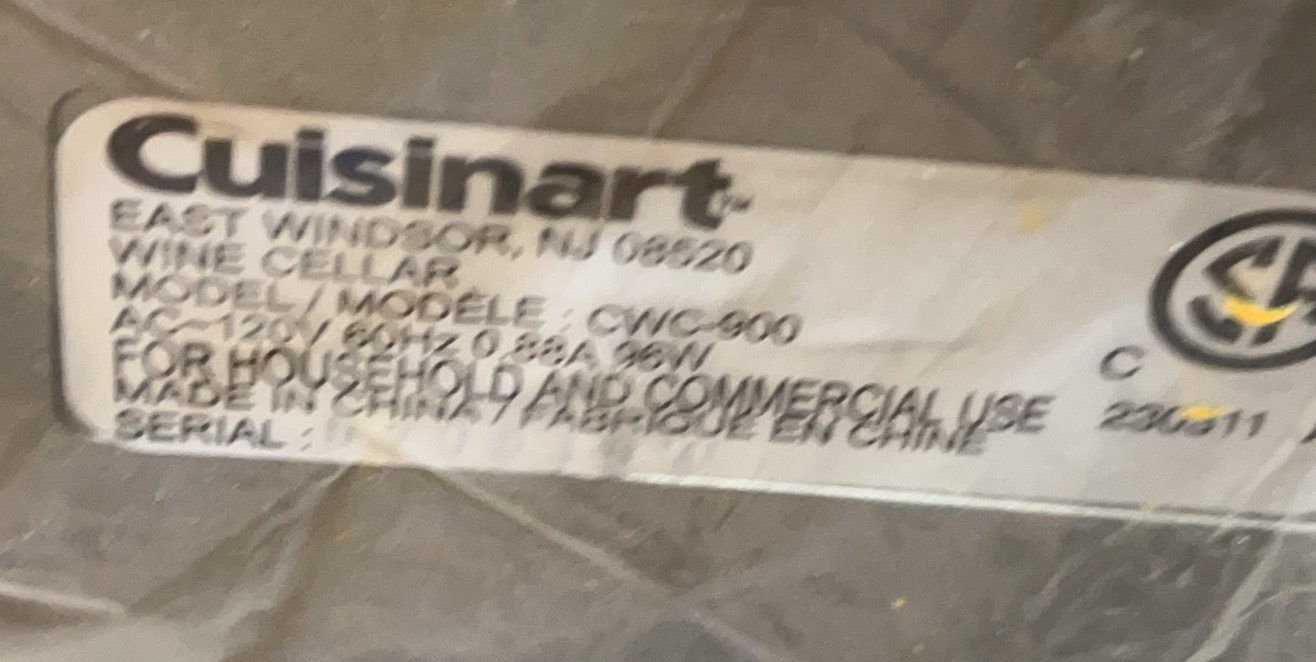 Cuisinart™
EAST WINDSOR, NJ 08520
WINE CELLAR
MODEL / MODÈLE : CWC-900
AC~120V 60Hz 0.88A 96W
FOR HOUSEHOLD AND COMMERCIAL USE
MADE IN CHINA / FABRIQUÉ EN CHINE
SERIAL :
C